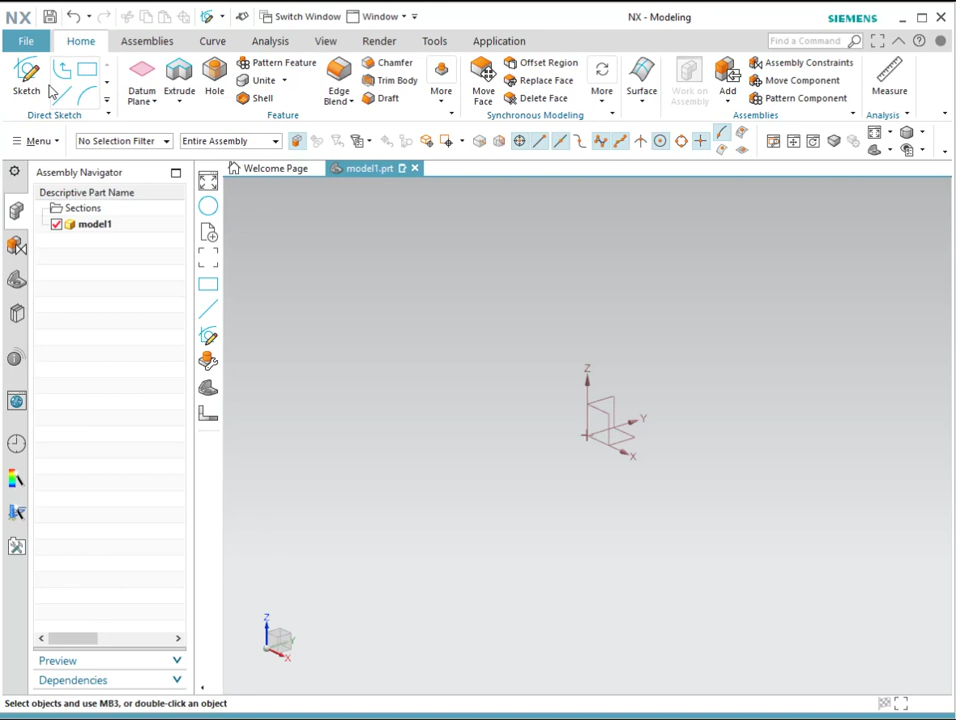 NX
Switch Window
Window
NX - Modeling
SIEMENS
File
Home
Assemblies
Curve
Analysis
View
Render
Tools
Application
Find a Command
Sketch
Direct Sketch
Datum
Plane
Extrude
Hole
Pattern Feature
Unite
Shell
Edge
Blend
Chamfer
Trim Body
Draft
More
Feature
Move
Face
Offset Region
Replace Face
Delete Face
More
Synchronous Modeling
Surface
Work on
Assembly
Add
Assembly Constraints
Move Component
Pattern Component
Assemblies
Measure
Analysis
Menu
No Selection Filter
Entire Assembly
Assembly Navigator
Descriptive Part Name
Sections
model1
Welcome Page
model1.prt
Z
Y
X
Z
Y
X
Preview
Dependencies
Select objects and use MB3, or double-click an object